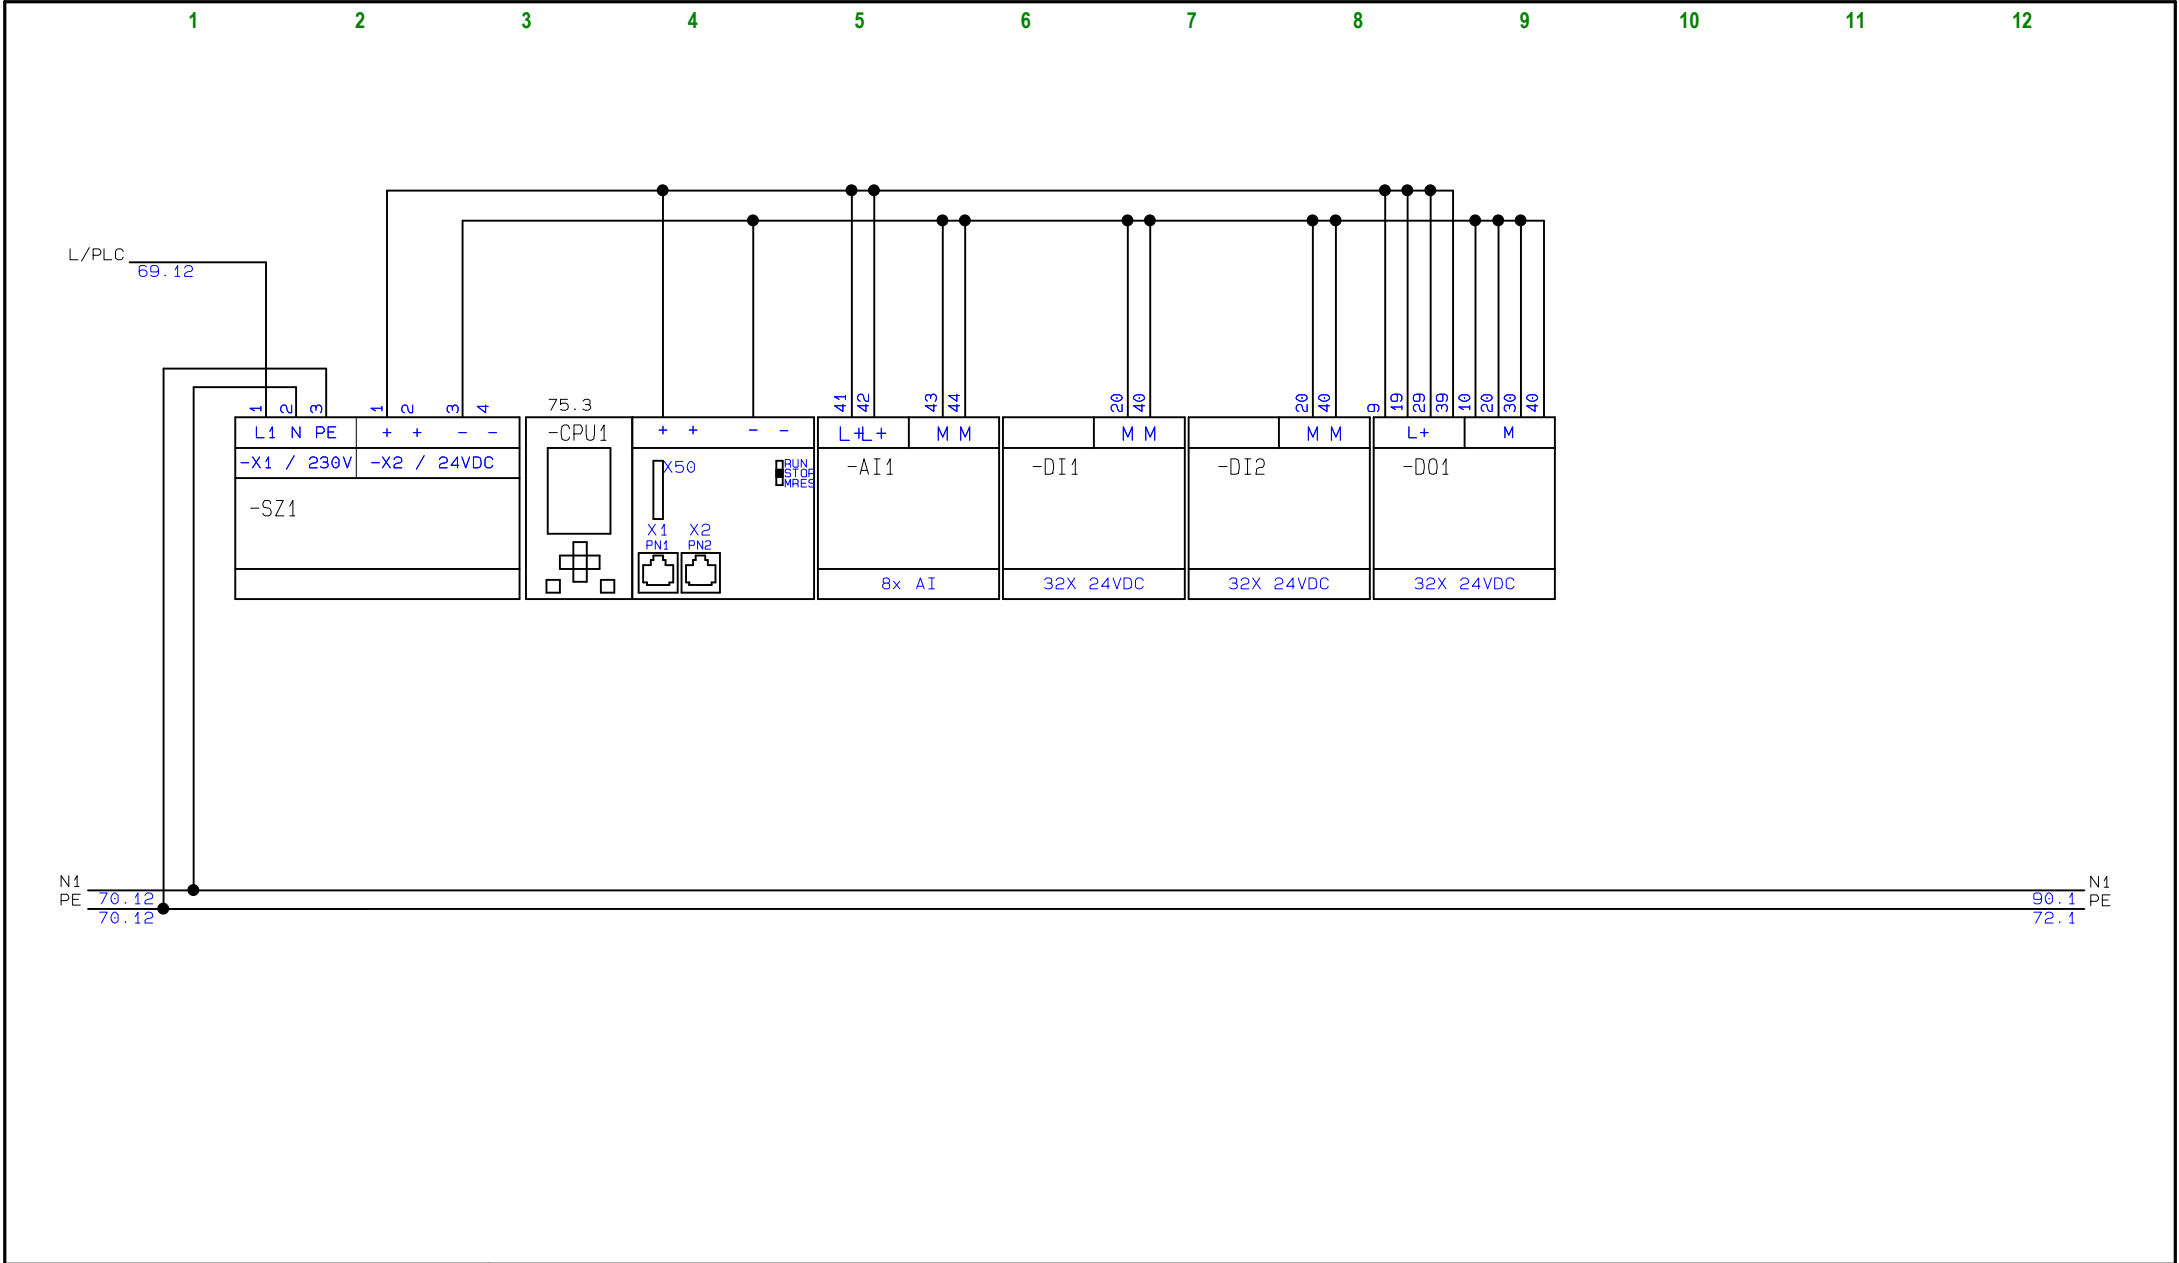 1 2 3 4 5 6 7 8 9 10 11 12
L/PLC
69.12
1 2 3 1 2 3 4
75.3
41 42 43 44 20 40 20 40 9 19 29 39 10 20 30 40
L1 N PE + + - -
-CPU1
+ + - -
L+ L+ M M
M M
M M
L+ M
-X1 / 230V -X2 / 24VDC
X50
RUN
STOP
MRES
-AI1
-DI1
-DI2
-DO1
-SZ1
X1 X2
PN1 PN2
8x AI
32X 24VDC
32X 24VDC
32X 24VDC
N1
70.12
PE
70.12
N1
90.1
PE
72.1